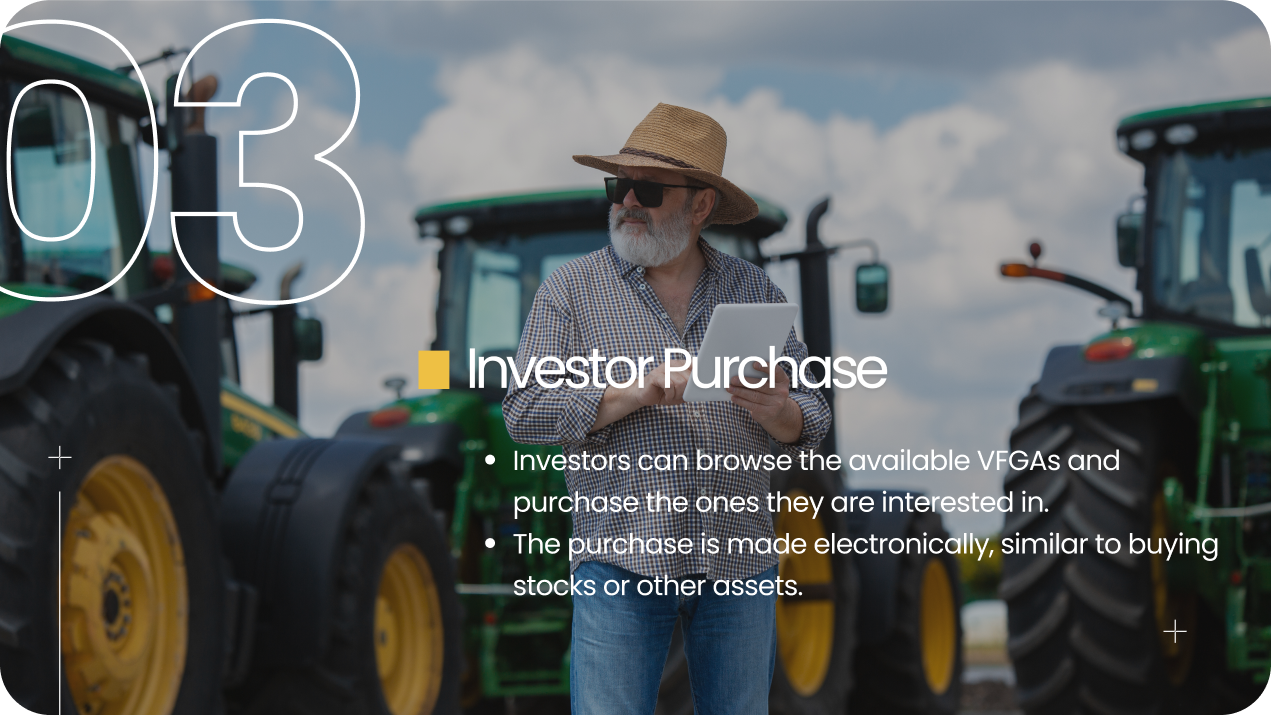 03
Investor Purchase
• Investors can browse the available VFGAs and
purchase the ones they are interested in.
• The purchase is made electronically, similar to buying
stocks or other assets.